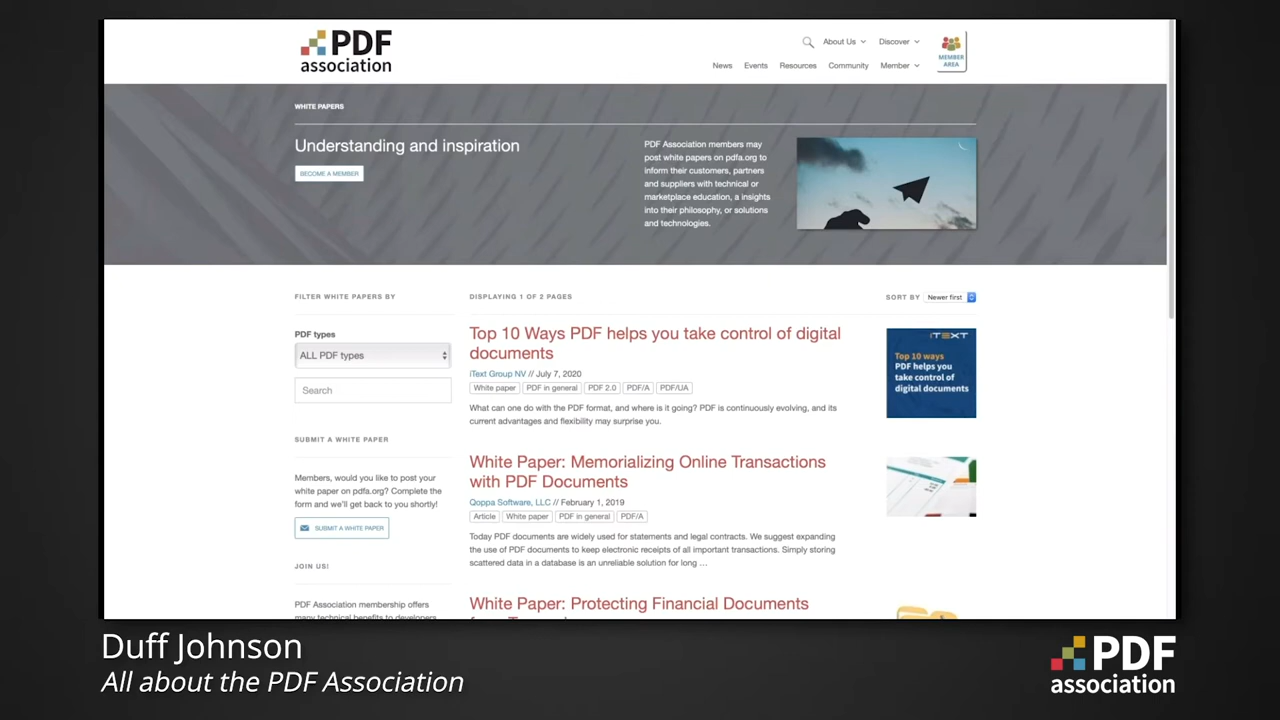 PDF
association
About Us
Discover
News
Events
Resources
Community
Member
MEMBER
AREA
WHITE PAPERS
Understanding and inspiration
BECOME A MEMBER
PDF Association members may
post white papers on pdfa.org to
inform their customers, partners
and suppliers with technical or
marketplace education, a insights
into their philosophy, or solutions
and technologies.
FILTER WHITE PAPERS BY
PDF types
ALL PDF types
Search
SUBMIT A WHITE PAPER
Members, would you like to post your
white paper on pdfa.org? Complete the
form and we'll get back to you shortly!
SUBMIT A WHITE PAPER
JOIN US!
PDF Association membership offers
many technical benefits to developers
DISPLAYING 1 OF 2 PAGES
SORT BY Newer first
Top 10 Ways PDF helps you take control of digital
documents
iText Group NV // July 7, 2020
White paper PDF in general PDF 2.0 PDF/A PDF/UA
What can one do with the PDF format, and where is it going? PDF is continuously evolving, and its
current advantages and flexibility may surprise you.
iTEXT
Top 10 ways
PDF helps you
take control of
digital documents
White Paper: Memorializing Online Transactions
with PDF Documents
Qoppa Software, LLC // February 1, 2019
Article White paper PDF in general PDF/A
Today PDF documents are widely used for statements and legal contracts. We suggest expanding
the use of PDF documents to keep electronic receipts of all important transactions. Simply storing
scattered data in a database is an unreliable solution for long …
White Paper: Protecting Financial Documents
Duff Johnson
All about the PDF Association
PDF
association